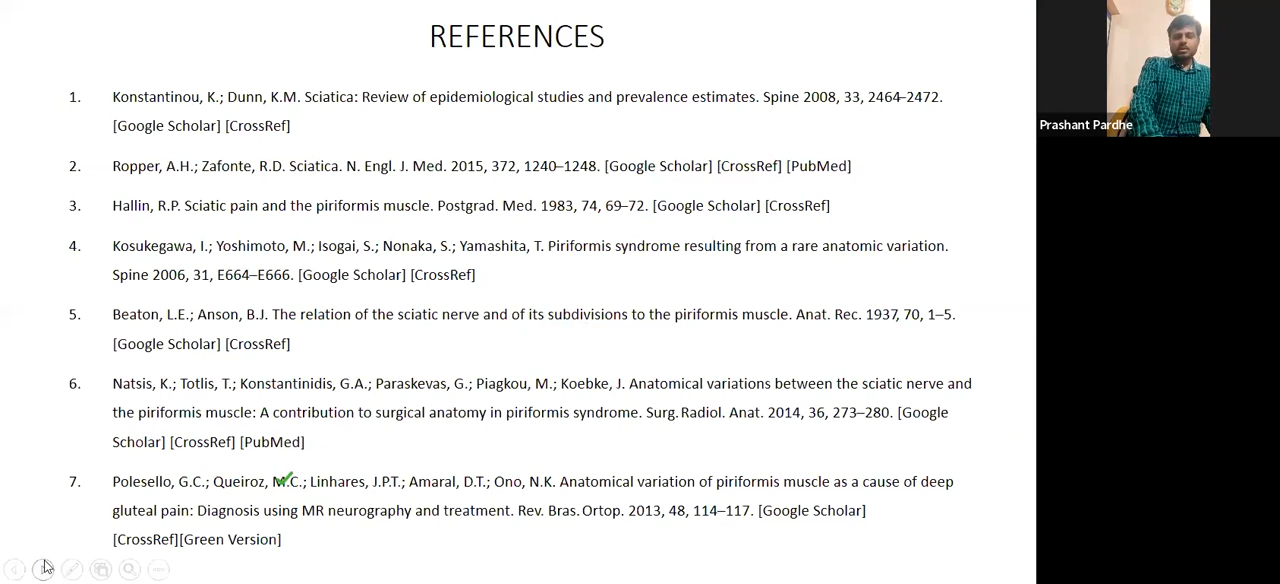 REFERENCES
1. Konstantinou, K.; Dunn, K.M. Sciatica: Review of epidemiological studies and prevalence estimates. Spine 2008, 33, 2464–2472.
[Google Scholar] [CrossRef]
2. Ropper, A.H.; Zafonte, R.D. Sciatica. N. Engl. J. Med. 2015, 372, 1240–1248. [Google Scholar] [CrossRef] [PubMed]
3. Hallin, R.P. Sciatic pain and the piriformis muscle. Postgrad. Med. 1983, 74, 69–72. [Google Scholar] [CrossRef]
4. Kosukegawa, I.; Yoshimoto, M.; Isogai, S.; Nonaka, S.; Yamashita, T. Piriformis syndrome resulting from a rare anatomic variation.
Spine 2006, 31, E664–E666. [Google Scholar] [CrossRef]
5. Beaton, L.E.; Anson, B.J. The relation of the sciatic nerve and of its subdivisions to the piriformis muscle. Anat. Rec. 1937, 70, 1–5.
[Google Scholar] [CrossRef]
6. Natsis, K.; Totlis, T.; Konstantinidis, G.A.; Paraskevas, G.; Piagkou, M.; Koebke, J. Anatomical variations between the sciatic nerve and
the piriformis muscle: A contribution to surgical anatomy in piriformis syndrome. Surg. Radiol. Anat. 2014, 36, 273–280. [Google
Scholar] [CrossRef] [PubMed]
7. Polesello, G.C.; Queiroz, M.C.; Linhares, J.P.T.; Amaral, D.T.; Ono, N.K. Anatomical variation of piriformis muscle as a cause of deep
gluteal pain: Diagnosis using MR neurography and treatment. Rev. Bras. Ortop. 2013, 48, 114–117. [Google Scholar]
[CrossRef][Green Version]
Prashant Pardhe